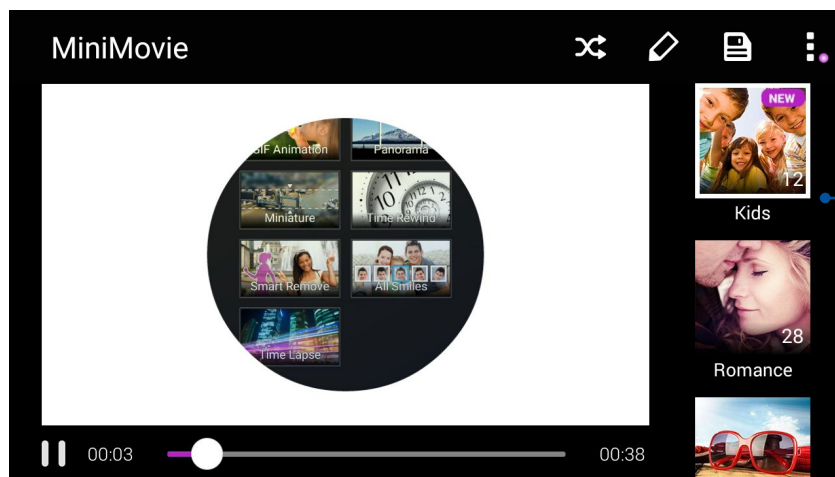 MiniMovie
GIF Animation
Panorama
Miniature
Time Rewind
Smart Remove
All Smiles
Time Lapse
00:03
00:38
NEW
12
Kids
28
Romance